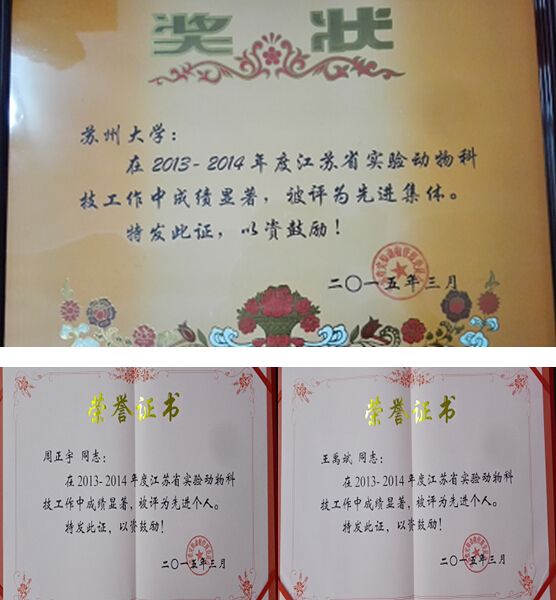 奖 状
苏州大学：
在2013-2014年度江苏省实验动物科
技工作中成绩显著，被评为先进集体。
特发此证，以资鼓励！
二〇一五年三月
荣誉证书
周正宇 同志：
在2013-2014年度江苏省实验动物科
技工作中成绩显著，被评为先进个人。
特发此证，以资鼓励！
二〇一五年三月
荣誉证书
王禹斌 同志：
在2013-2014年度江苏省实验动物科
技工作中成绩显著，被评为先进个人。
特发此证，以资鼓励！
二〇一五年三月